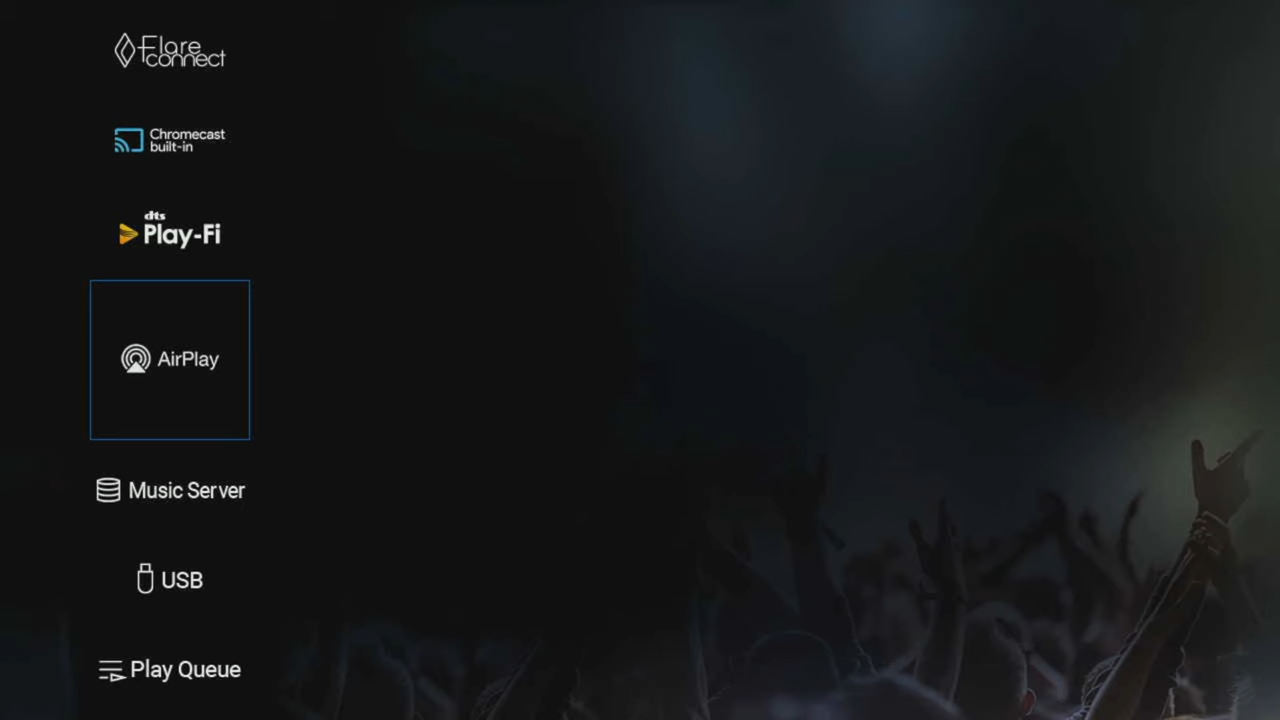 Flare
connect
Chromecast
built-in
dts
Play-Fi
AirPlay
Music Server
USB
Play Queue